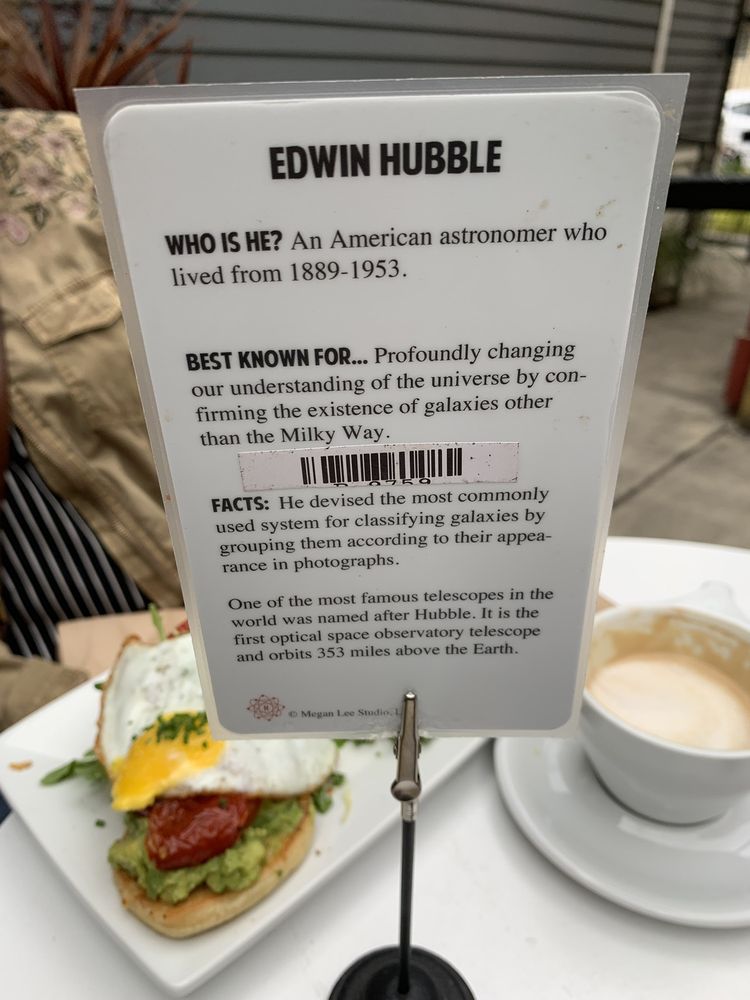 EDWIN HUBBLE
WHO IS HE? An American astronomer who
lived from 1889-1953.
BEST KNOWN FOR... Profoundly changing
our understanding of the universe by con-
firming the existence of galaxies other
than the Milky Way.
FACTS: He devised the most commonly
used system for classifying galaxies by
grouping them according to their appea-
rance in photographs.
One of the most famous telescopes in the
world was named after Hubble. It is the
first optical space observatory telescope
and orbits 353 miles above the Earth.
© Megan Lee Studio,